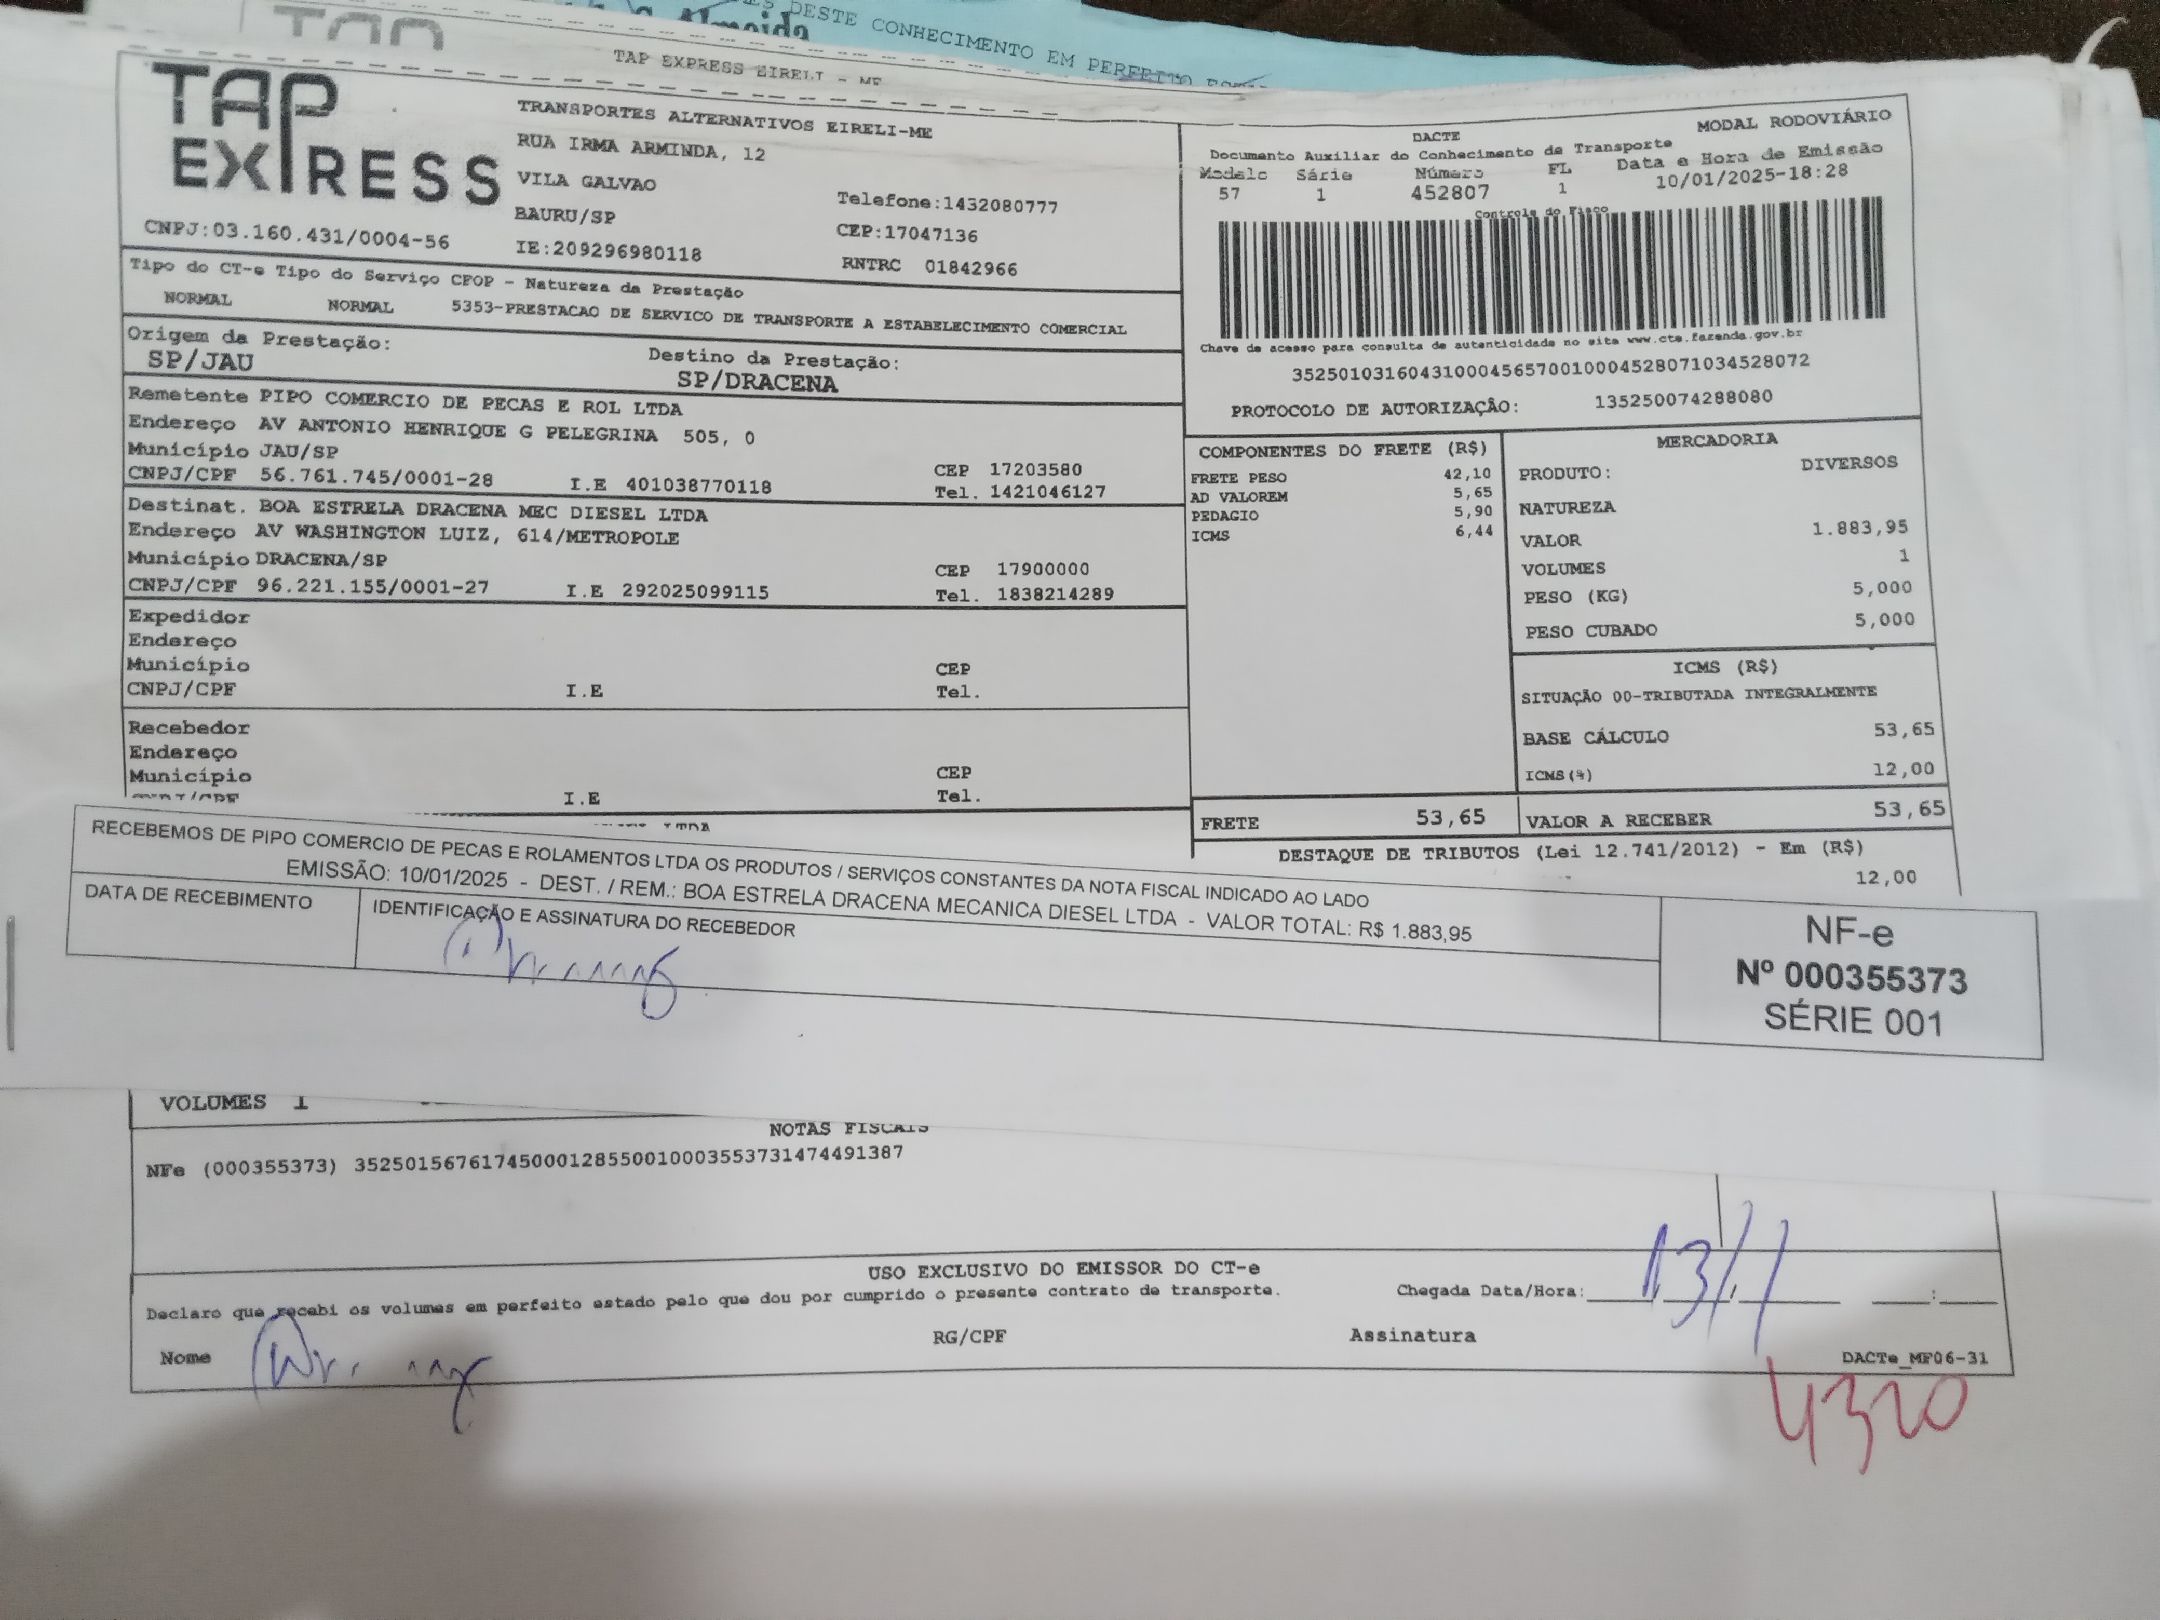 DESTE CONHECIMENTO EM PERFEITO
Almeida
TAP EXPRESS EIRELI - ME
TAP
EXPRESS
TRANSPORTES ALTERNATIVOS EIRELI-ME
RUA IRMA ARMINDA, 12
VILA GALVAO
Telefone:1432080777
BAURU/SP
CEP:17047136
CNPJ:03.160.431/0004-56
IE:209296980118
RNTRC 01842966
DACTE
MODAL RODOVIÁRIO
Documento Auxiliar do Conhecimento de Transporte
Modelo Série Número FL Data e Hora de Emissão
57 1 452807 1 10/01/2025-18:28
Controle do Fisco
Chave de acesso para consulta de autenticidade no site www.cte.fazenda.gov.br
35250103160431000456570010004528071034528072
PROTOCOLO DE AUTORIZAÇÃO: 135250074288080
Tipo do CT-e Tipo do Serviço CFOP - Natureza da Prestação
NORMAL NORMAL 5353-PRESTACAO DE SERVICO DE TRANSPORTE A ESTABELECIMENTO COMERCIAL
Origem da Prestação: Destino da Prestação:
SP/JAU SP/DRACENA
Remetente PIPO COMERCIO DE PECAS E ROL LTDA
Endereço AV ANTONIO HENRIQUE G PELEGRINA 505, 0
Município JAU/SP CEP 17203580
CNPJ/CPF 56.761.745/0001-28 I.E 401038770118 Tel. 1421046127
Destinat. BOA ESTRELA DRACENA MEC DIESEL LTDA
Endereço AV WASHINGTON LUIZ, 614/METROPOLE
Município DRACENA/SP CEP 17900000
CNPJ/CPF 96.221.155/0001-27 I.E 292025099115 Tel. 1838214289
Expedidor
Endereço
Município CEP
CNPJ/CPF I.E Tel.
Recebedor
Endereço
Município CEP
CNPJ/CPF I.E Tel.
LTDA
COMPONENTES DO FRETE (R$)
FRETE PESO 42,10
AD VALOREM 5,65
PEDAGIO 5,90
ICMS 6,44
MERCADORIA
PRODUTO: DIVERSOS
NATUREZA
VALOR 1.883,95
VOLUMES 1
PESO (KG) 5,000
PESO CUBADO 5,000
ICMS (R$)
SITUAÇÃO 00-TRIBUTADA INTEGRALMENTE
BASE CÁLCULO 53,65
ICMS(%) 12,00
FRETE 53,65 VALOR A RECEBER 53,65
DESTAQUE DE TRIBUTOS (Lei 12.741/2012) - Em (R$)
12,00
RECEBEMOS DE PIPO COMERCIO DE PECAS E ROLAMENTOS LTDA OS PRODUTOS / SERVIÇOS CONSTANTES DA NOTA FISCAL INDICADO AO LADO
EMISSÃO: 10/01/2025 - DEST. / REM.: BOA ESTRELA DRACENA MECANICA DIESEL LTDA - VALOR TOTAL: R$ 1.883,95
DATA DE RECEBIMENTO IDENTIFICAÇÃO E ASSINATURA DO RECEBEDOR
NF-e
Nº 000355373
SÉRIE 001
VOLUMES 1
NOTAS FISCAIS
NFe (000355373) 35250156761745000128550010003553731474491387
USO EXCLUSIVO DO EMISSOR DO CT-e
Declaro que recebi os volumes em perfeito estado pelo que dou por cumprido o presente contrato de transporte. Chegada Data/Hora: 13/1
Nome RG/CPF Assinatura
DACTe_MF06-31
4320